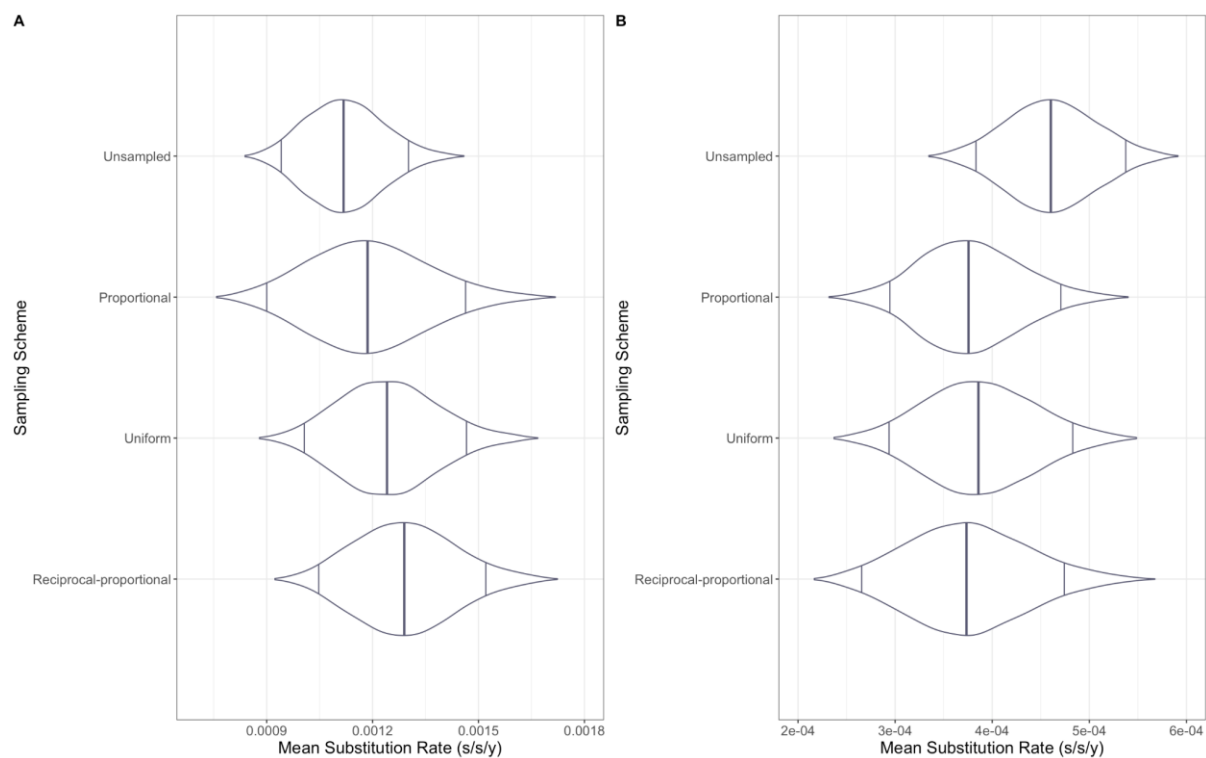 A
Sampling Scheme
Unsampled
Proportional
Uniform
Reciprocal-proportional
0.0009 0.0012 0.0015 0.0018
Mean Substitution Rate (s/s/y)
B
Sampling Scheme
Unsampled
Proportional
Uniform
Reciprocal-proportional
2e-04 3e-04 4e-04 5e-04 6e-04
Mean Substitution Rate (s/s/y)